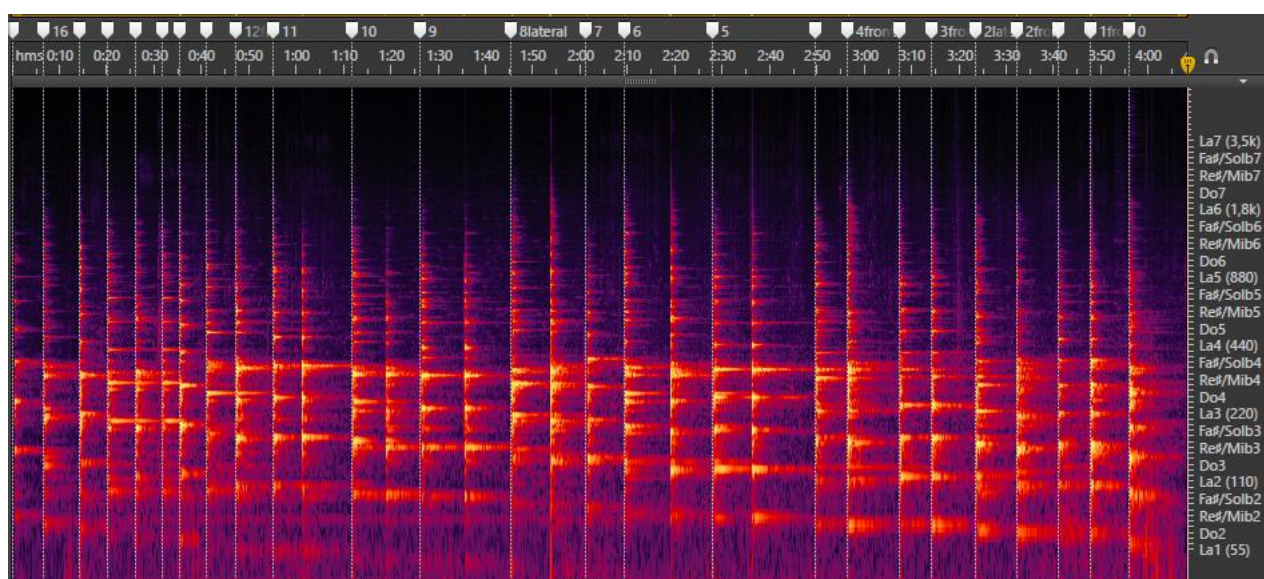 16 12f 11 10 9 8lateral 7 6 5 4fron 3fro 2lat 2fro 1fro 0
hms 0:10 0:20 0:30 0:40 0:50 1:00 1:10 1:20 1:30 1:40 1:50 2:00 2:10 2:20 2:30 2:40 2:50 3:00 3:10 3:20 3:30 3:40 3:50 4:00
La7 (3,5k)
Fa#/Solb7
Re#/Mib7
Do7
La6 (1,8k)
Fa#/Solb6
Re#/Mib6
Do6
La5 (880)
Fa#/Solb5
Re#/Mib5
Do5
La4 (440)
Fa#/Solb4
Re#/Mib4
Do4
La3 (220)
Fa#/Solb3
Re#/Mib3
Do3
La2 (110)
Fa#/Solb2
Re#/Mib2
Do2
La1 (55)